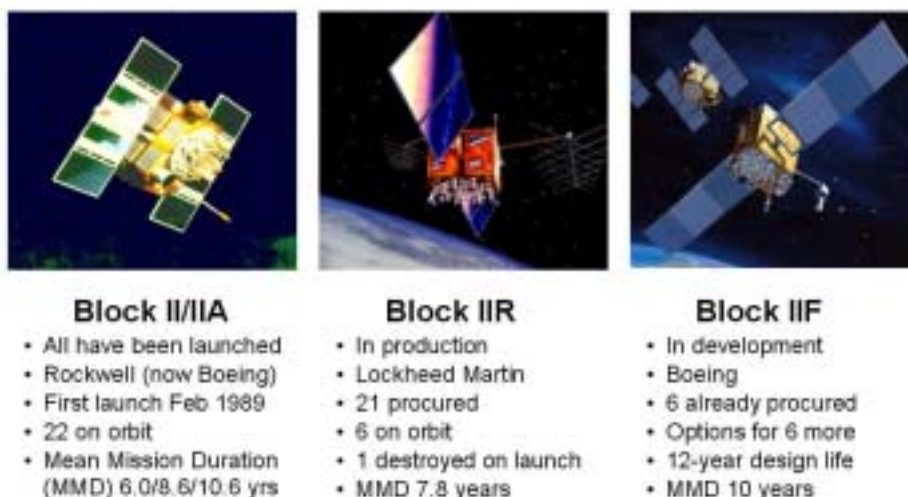 Block II/IIA
• All have been launched
• Rockwell (now Boeing)
• First launch Feb 1989
• 22 on orbit
• Mean Mission Duration
(MMD) 6.0/8.6/10.6 yrs
Block IIR
• In production
• Lockheed Martin
• 21 procured
• 6 on orbit
• 1 destroyed on launch
• MMD 7.8 years
Block IIF
• In development
• Boeing
• 6 already procured
• Options for 6 more
• 12-year design life
• MMD 10 years